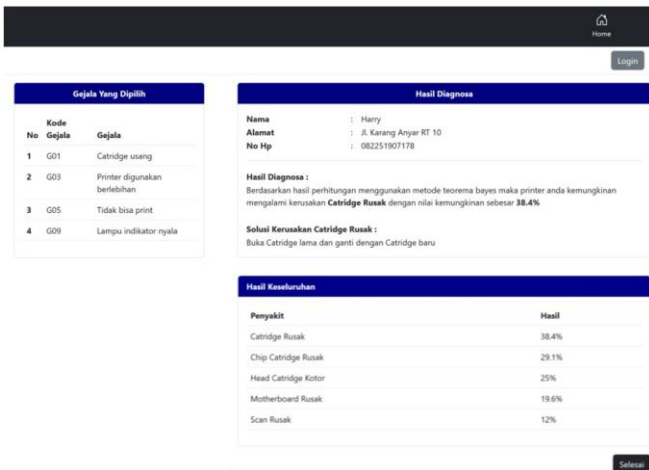 Home
Login
Gejala Yang Dipilih
No Kode Gejala Gejala
1 G01 Catridge usang
2 G03 Printer digunakan
berlebihan
3 G05 Tidak bisa print
4 G09 Lampu indikator nyala
Hasil Diagnosa
Nama : Harry
Alamat : Jl. Karang Anyar RT 10
No Hp : 082251907178
Hasil Diagnosa :
Berdasarkan hasil perhitungan menggunakan metode teorema bayes maka printer anda kemungkinan
mengalami kerusakan Catridge Rusak dengan nilai kemungkinan sebesar 38.4%
Solusi Kerusakan Catridge Rusak :
Buka Catridge lama dan ganti dengan Catridge baru
Hasil Keseluruhan
Penyakit Hasil
Catridge Rusak 38.4%
Chip Catridge Rusak 29.1%
Head Catridge Kotor 25%
Motherboard Rusak 19.6%
Scan Rusak 12%
Selesai